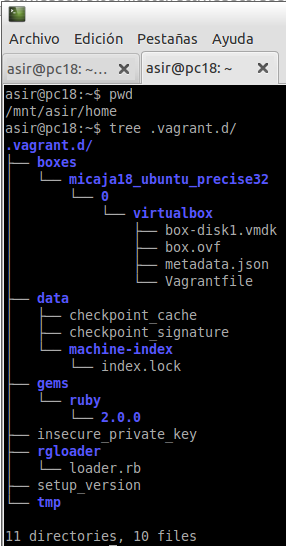 Archivo Edición Pestañas Ayuda
asir@pc18: ~... asir@pc18: ~
asir@pc18:~$ pwd
/mnt/asir/home
asir@pc18:~$ tree .vagrant.d/
.vagrant.d/
├── boxes
│   └── micaja18_ubuntu_precise32
│       └── 0
│           └── virtualbox
│               ├── box-disk1.vmdk
│               ├── box.ovf
│               ├── metadata.json
│               └── Vagrantfile
├── data
│   ├── checkpoint_cache
│   ├── checkpoint_signature
│   └── machine-index
│       └── index.lock
├── gems
│   └── ruby
│       └── 2.0.0
├── insecure_private_key
├── rgloader
│   └── loader.rb
├── setup_version
└── tmp
11 directories, 10 files